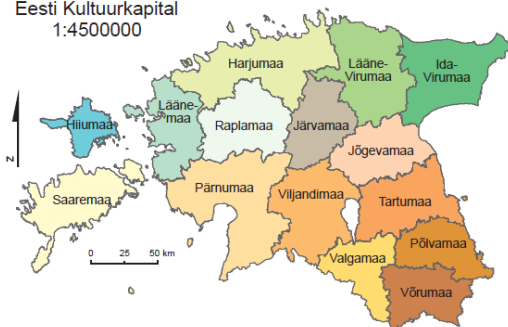 Eesti Kultuurkapital
1:4500000
Harjumaa
Lääne-
Virumaa
Ida-
Virumaa
Lääne-
maa
Hiiumaa
Raplamaa
Järvamaa
Jõgevamaa
Z
Saaremaa
Pärnumaa
Viljandimaa
Tartumaa
0 25 50 km
Valgamaa
Põlvamaa
Võrumaa